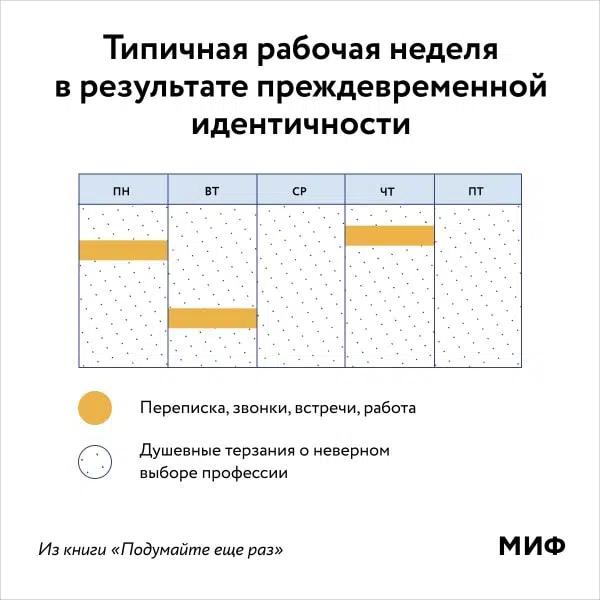 Типичная рабочая неделя
в результате преждевременной
идентичности
ПН ВТ СР ЧТ ПТ
Переписка, звонки, встречи, работа
Душевные терзания о неверном
выборе профессии
Из книги «Подумайте еще раз»
МИФ